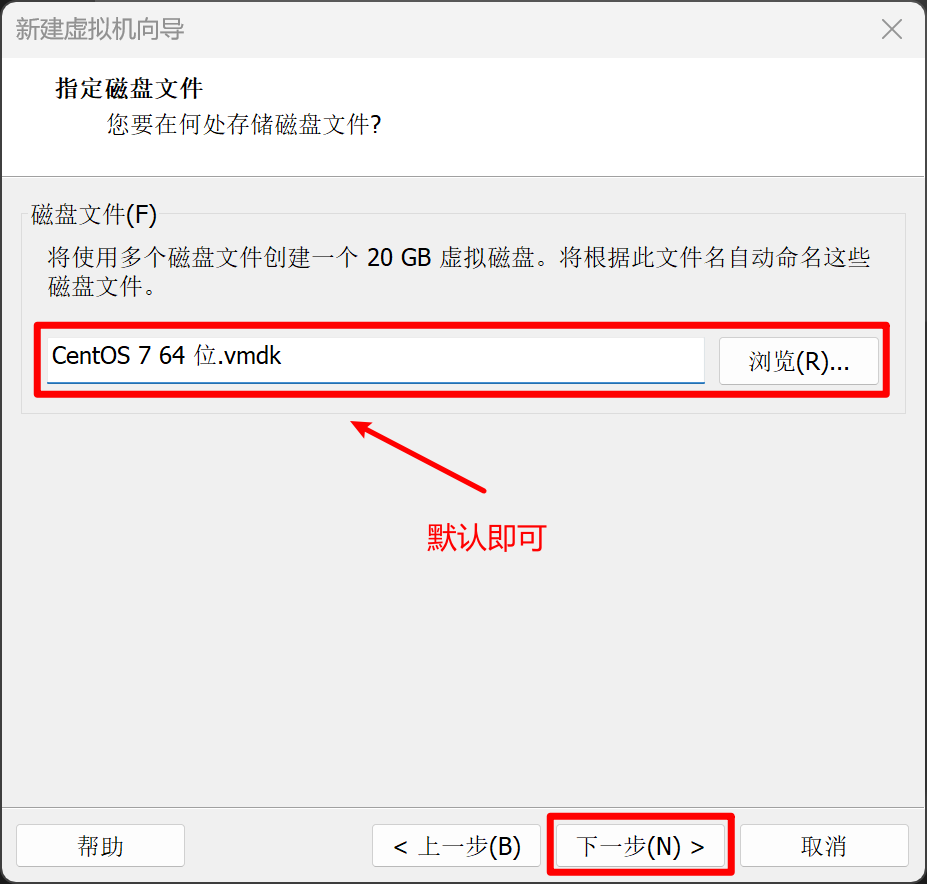 新建虚拟机向导
指定磁盘文件
您要在何处存储磁盘文件?
磁盘文件(F)
将使用多个磁盘文件创建一个 20 GB 虚拟磁盘。将根据此文件名自动命名这些
磁盘文件。
CentOS 7 64 位.vmdk
浏览(R)...
默认即可
帮助
< 上一步(B)
下一步(N) >
取消